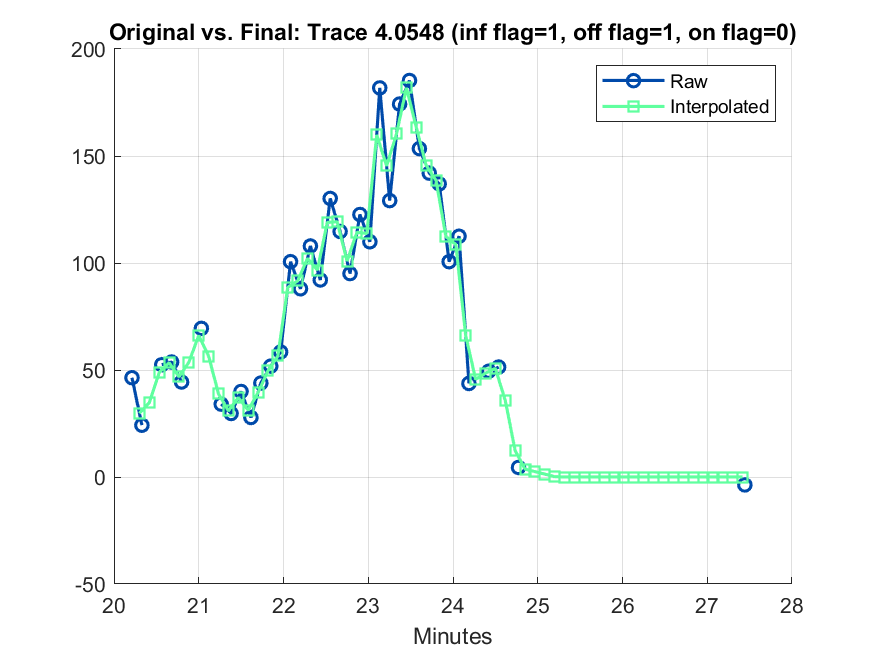 Original vs. Final: Trace 4.0548 (inf flag=1, off flag=1, on flag=0)
200
150
100
50
0
-50
Raw
Interpolated
20 21 22 23 24 25 26 27 28
Minutes